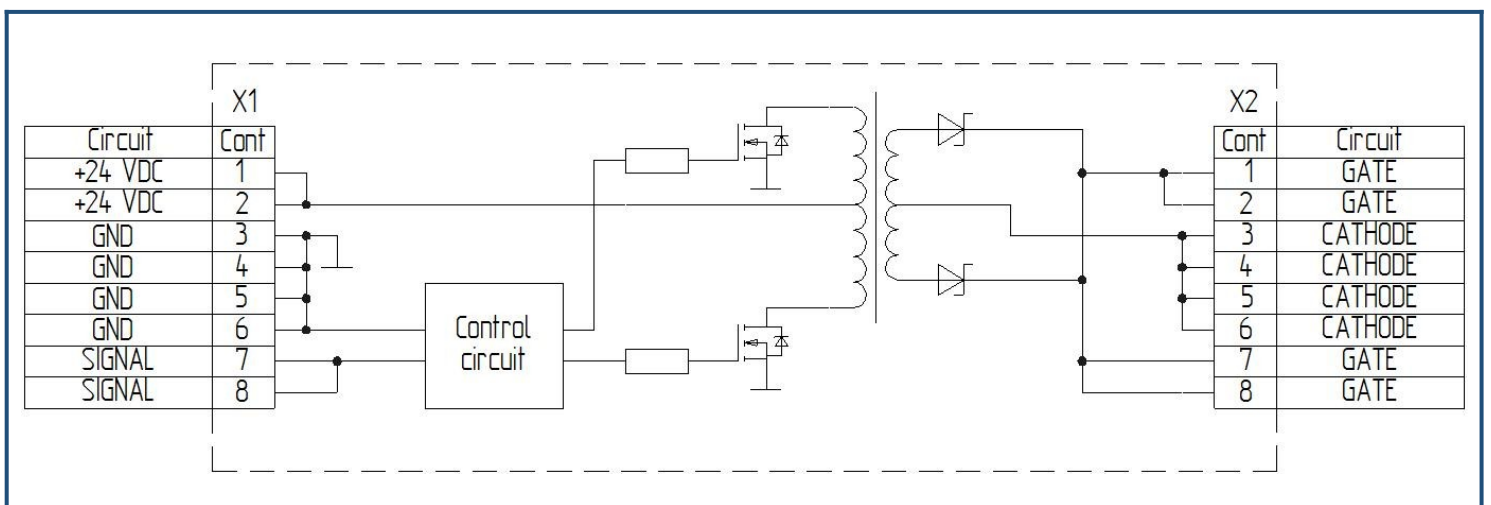 X1
Circuit Cont
+24 VDC 1
+24 VDC 2
GND 3
GND 4
GND 5
GND 6
SIGNAL 7
SIGNAL 8
Control
circuit
X2
Cont Circuit
1 GATE
2 GATE
3 CATHODE
4 CATHODE
5 CATHODE
6 CATHODE
7 GATE
8 GATE